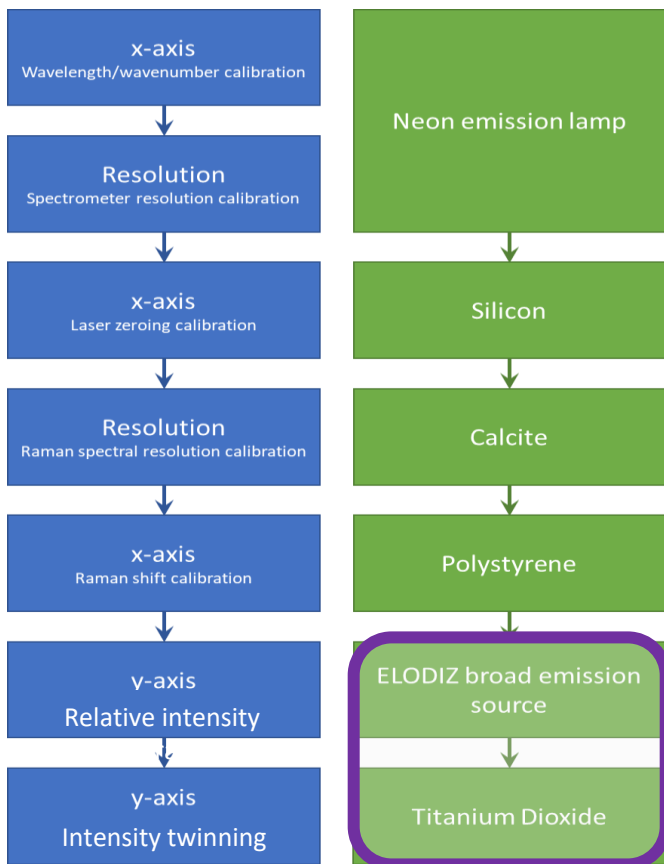 x-axis
Wavelength/wavenumber calibration
Resolution
Spectrometer resolution calibration
x-axis
Laser zeroing calibration
Resolution
Raman spectral resolution calibration
x-axis
Raman shift calibration
y-axis
Relative intensity
y-axis
Intensity twinning
Neon emission lamp
Silicon
Calcite
Polystyrene
ELODIZ broad emission
source
Titanium Dioxide